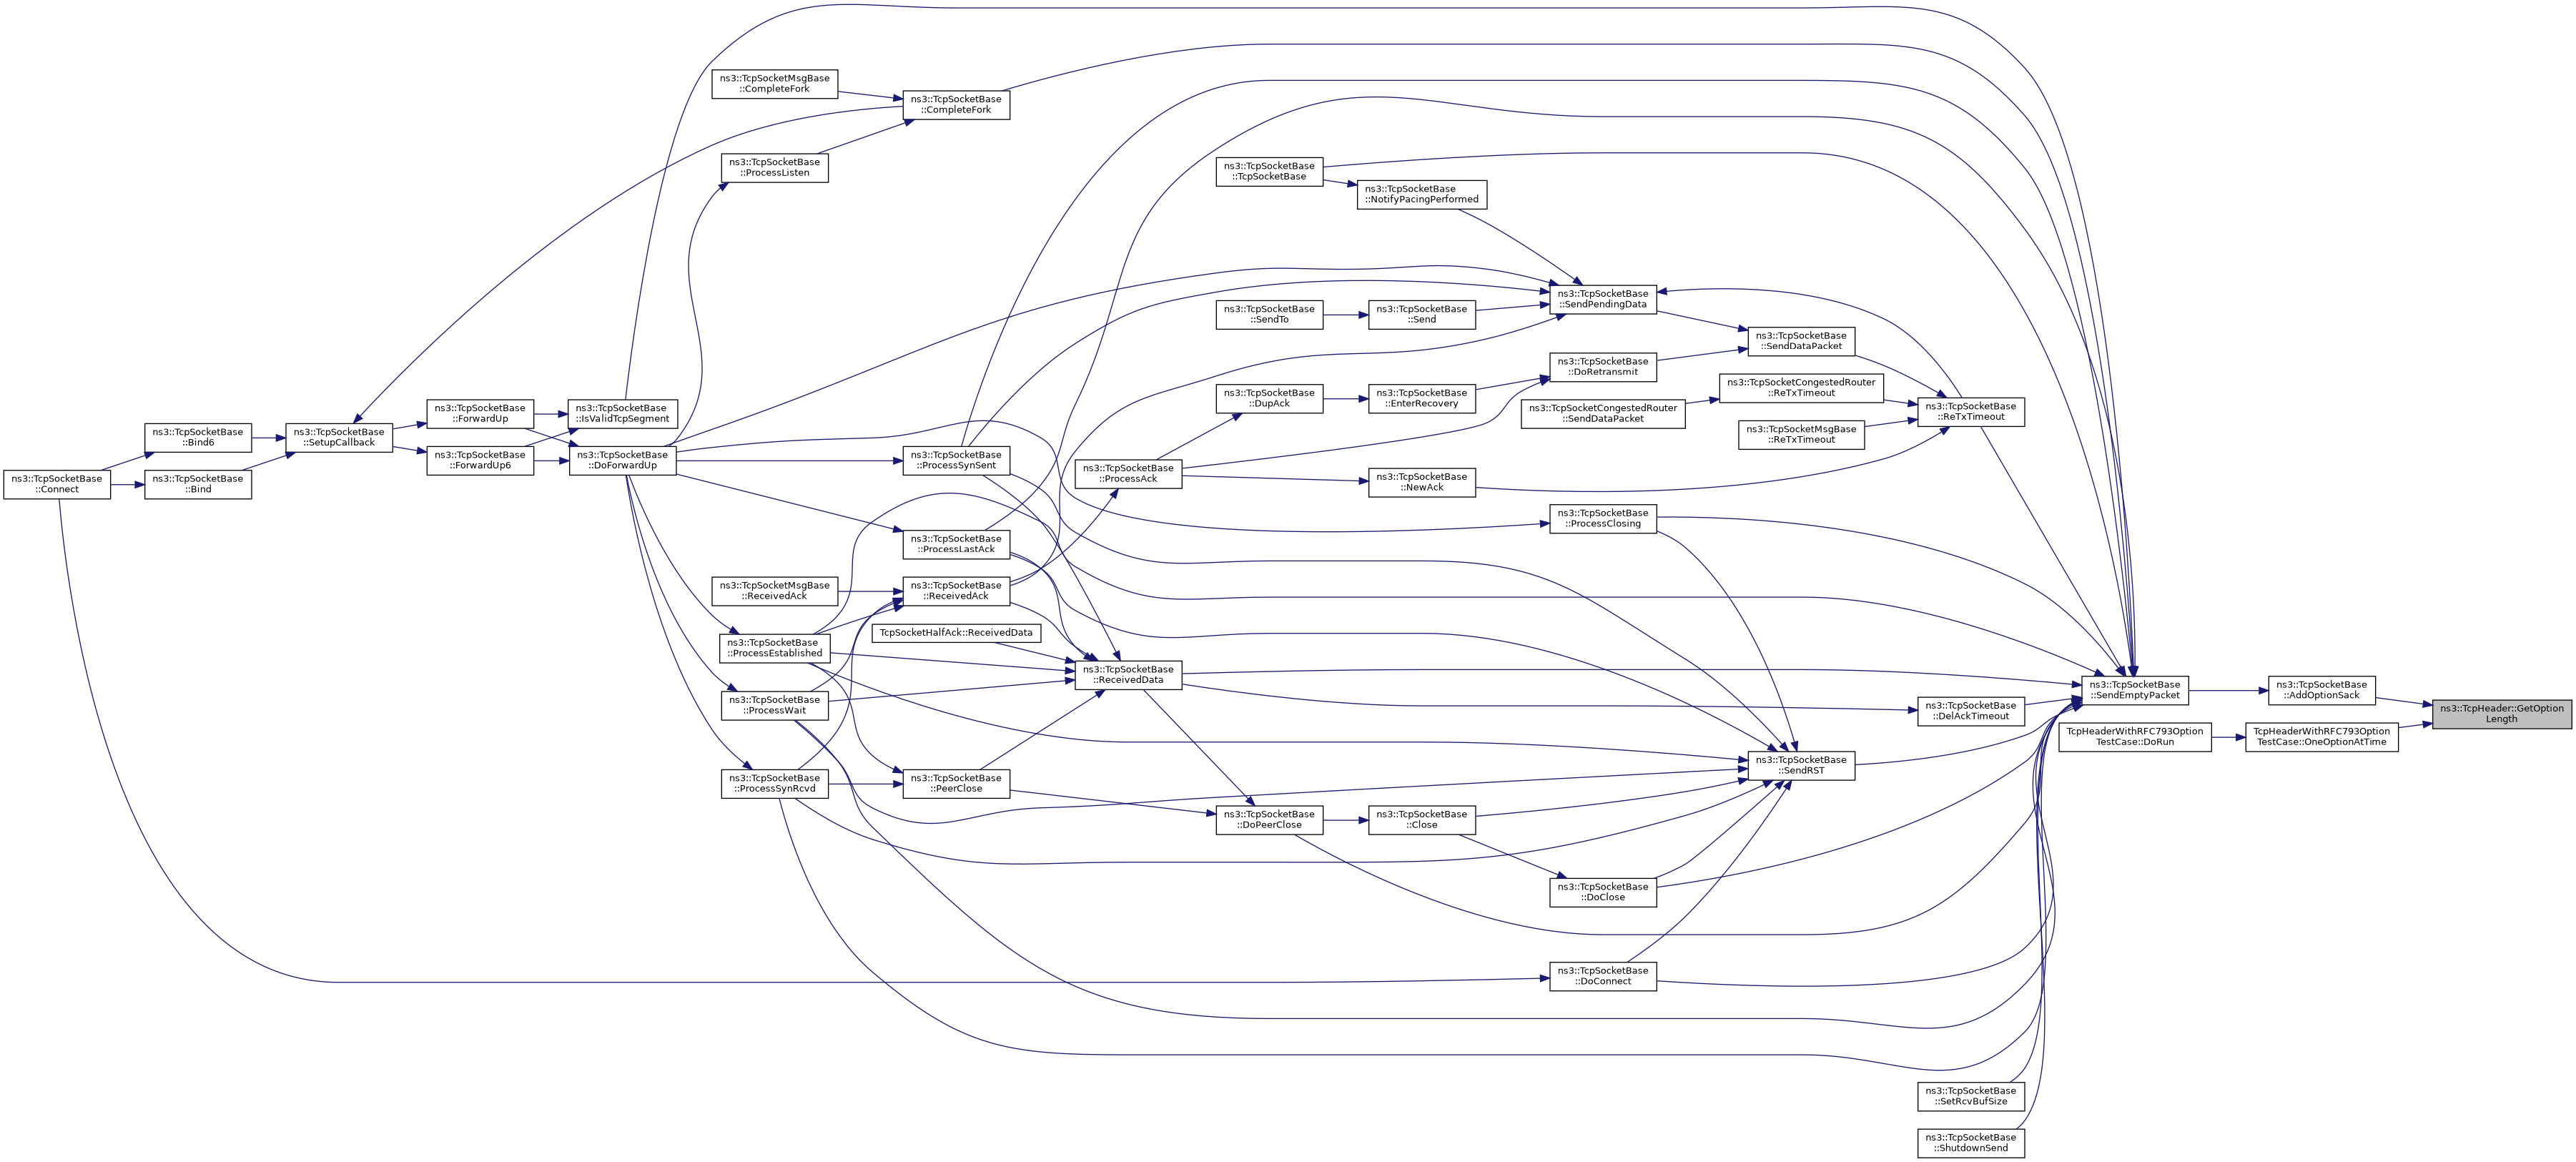 ns3::TcpSocketMsgBase
::CompleteFork
ns3::TcpSocketBase
::CompleteFork
ns3::TcpSocketBase
::ProcessListen
ns3::TcpSocketBase
::TcpSocketBase
ns3::TcpSocketBase
::NotifyPacingPerformed
ns3::TcpSocketBase
::SendPendingData
ns3::TcpSocketBase
::SendTo
ns3::TcpSocketBase
::Send
ns3::TcpSocketBase
::SendDataPacket
ns3::TcpSocketBase
::DoRetransmit
ns3::TcpSocketCongestedRouter
::ReTxTimeout
ns3::TcpSocketBase
::DupAck
ns3::TcpSocketBase
::EnterRecovery
ns3::TcpSocketCongestedRouter
::SendDataPacket
ns3::TcpSocketBase
::ReTxTimeout
ns3::TcpSocketMsgBase
::ReTxTimeout
ns3::TcpSocketBase
::ForwardUp
ns3::TcpSocketBase
::IsValidTcpSegment
ns3::TcpSocketBase
::Bind6
ns3::TcpSocketBase
::SetupCallback
ns3::TcpSocketBase
::ForwardUp6
ns3::TcpSocketBase
::DoForwardUp
ns3::TcpSocketBase
::ProcessSynSent
ns3::TcpSocketBase
::ProcessAck
ns3::TcpSocketBase
::Connect
ns3::TcpSocketBase
::Bind
ns3::TcpSocketBase
::NewAck
ns3::TcpSocketBase
::ProcessClosing
ns3::TcpSocketBase
::ProcessLastAck
ns3::TcpSocketMsgBase
::ReceivedAck
ns3::TcpSocketBase
::ReceivedAck
TcpSocketHalfAck::ReceivedData
ns3::TcpSocketBase
::ProcessEstablished
ns3::TcpSocketBase
::ReceivedData
ns3::TcpSocketBase
::ProcessWait
ns3::TcpSocketBase
::SendEmptyPacket
ns3::TcpSocketBase
::AddOptionSack
ns3::TcpHeader::GetOption
Length
ns3::TcpSocketBase
::DelAckTimeout
TcpHeaderWithRFC793Option
TestCase::DoRun
TcpHeaderWithRFC793Option
TestCase::OneOptionAtTime
ns3::TcpSocketBase
::SendRST
ns3::TcpSocketBase
::ProcessSynRcvd
ns3::TcpSocketBase
::PeerClose
ns3::TcpSocketBase
::DoPeerClose
ns3::TcpSocketBase
::Close
ns3::TcpSocketBase
::DoClose
ns3::TcpSocketBase
::DoConnect
ns3::TcpSocketBase
::SetRcvBufSize
ns3::TcpSocketBase
::ShutdownSend